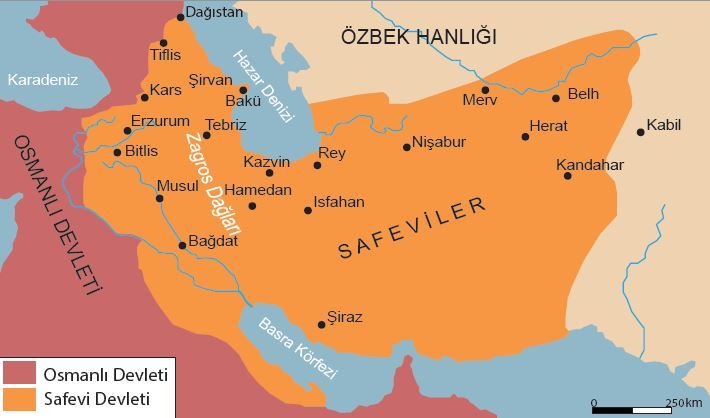 Dağıstan
ÖZBEK HANLIĞI
Tiflis
Karadeniz
Şirvan
Hazar Denizi
Kars
Bakü
Merv
Belh
Erzurum
Tebriz
Herat
Kabil
Nişabur
Bitlis
Zagros Dağları
Kazvin
Rey
Kandahar
OSMANLI DEVLETİ
Musul
Hamedan
Isfahan
SAFEVİLER
Bağdat
Şiraz
Basra Körfezi
Osmanlı Devleti
Safevi Devleti
0 250 km